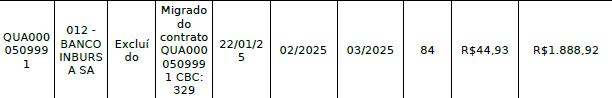 QUA000
050999
1
012 -
BANCO
INBURS
A SA
Excluí
do
Migrado
do
contrato
QUA000
050999
1 CBC:
329
22/01/2
5
02/2025
03/2025
84
R$44,93
R$1.888,92